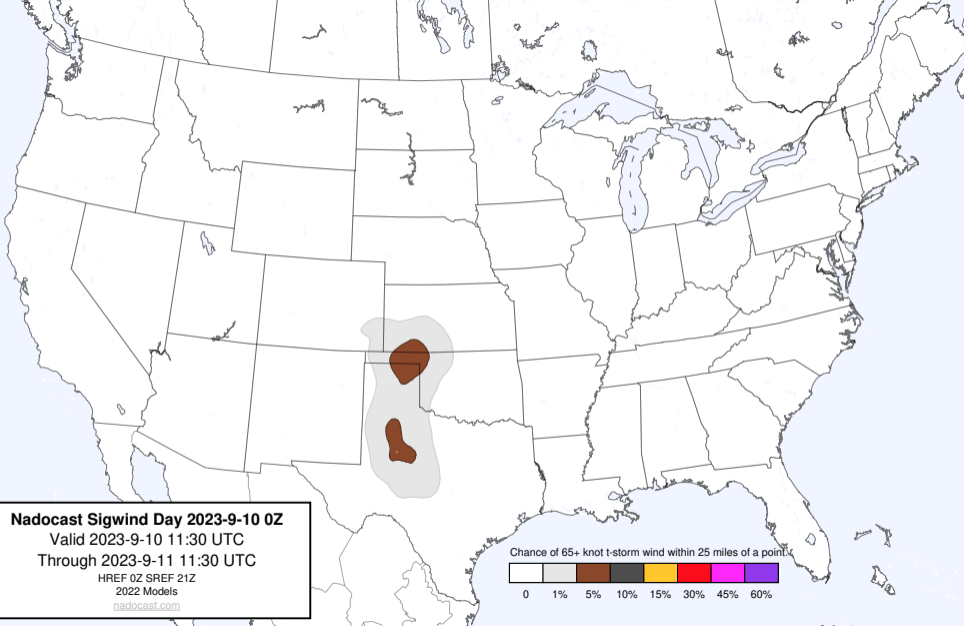 Nadocast Sigwind Day 2023-9-10 0Z
Valid 2023-9-10 11:30 UTC
Through 2023-9-11 11:30 UTC
HREF 0Z SREF 21Z
2022 Models
nadocast.com
Chance of 65+ knot t-storm wind within 25 miles of a point.
0 1% 5% 10% 15% 30% 45% 60%